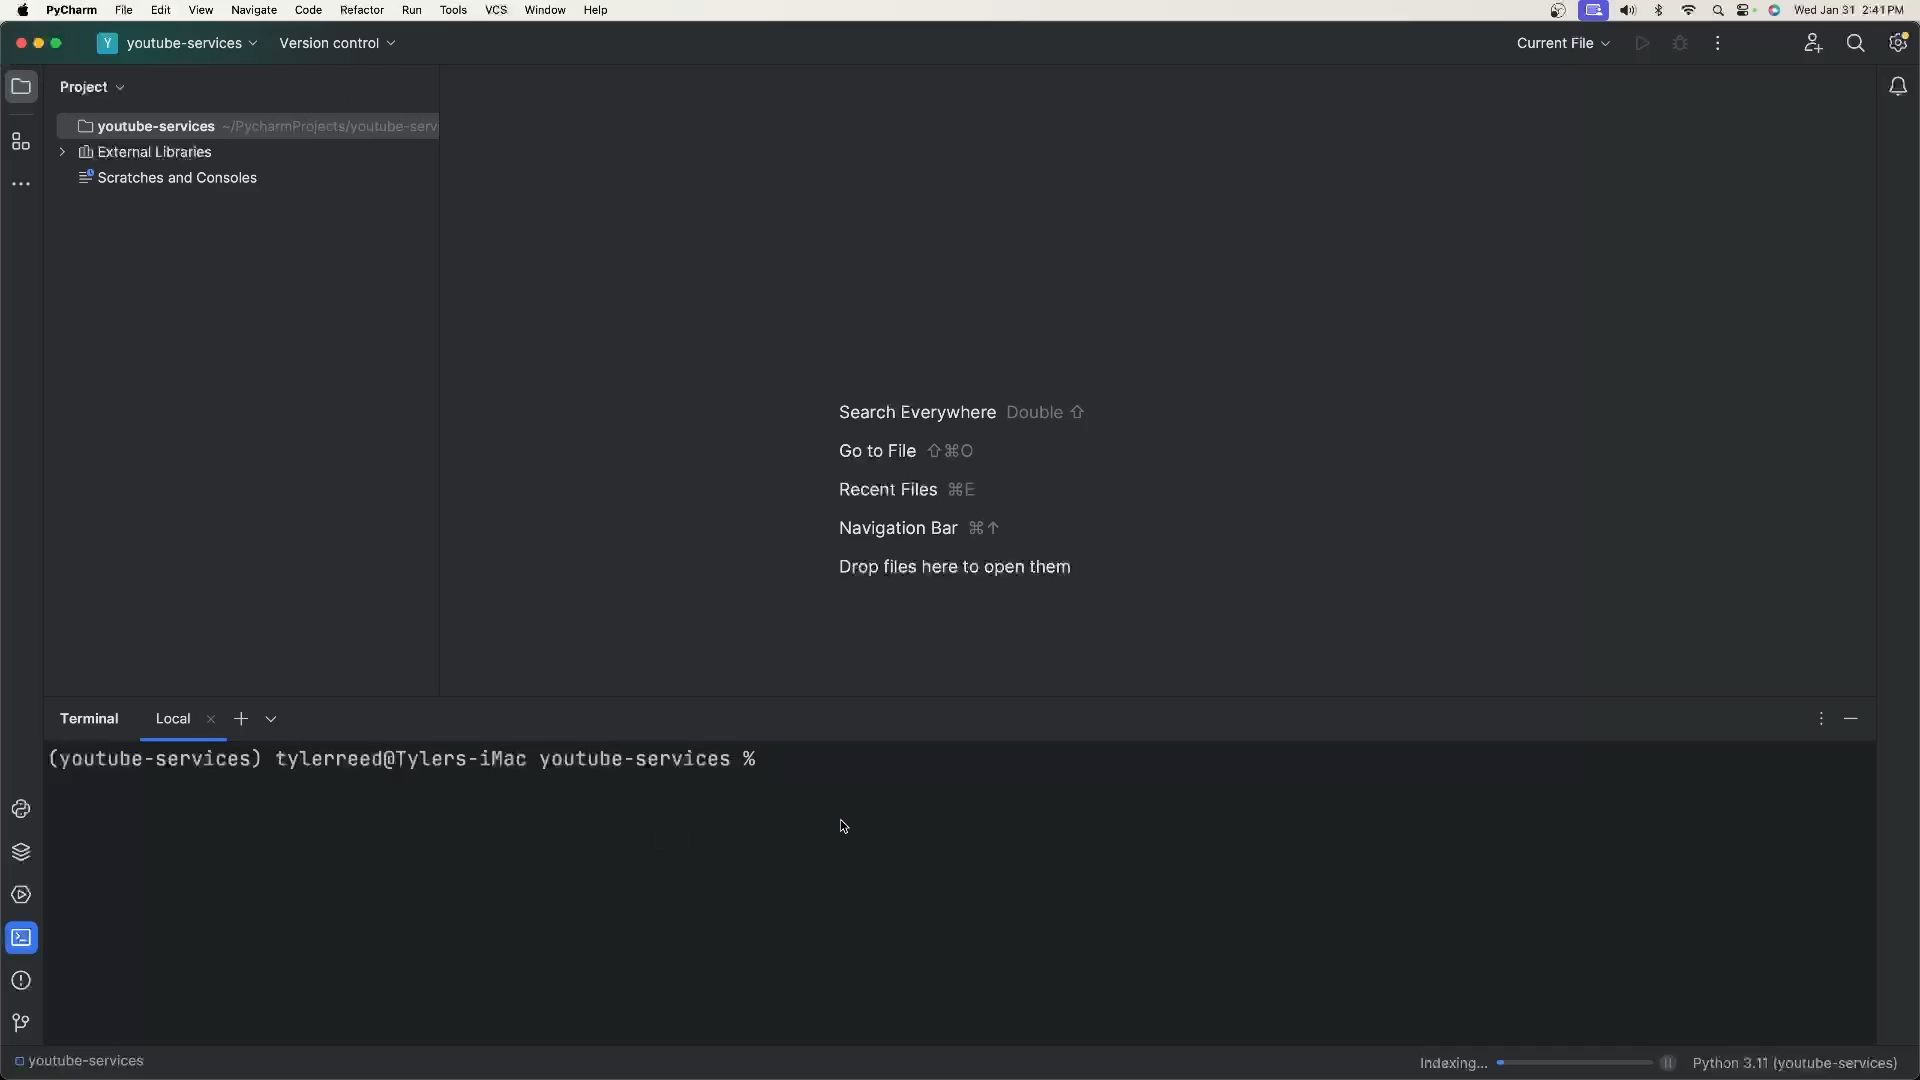 PyCharm File Edit View Navigate Code Refactor Run Tools VCS Window Help Wed Jan 31 2:41 PM
Y youtube-services Version control Current File
Project
youtube-services ~/PycharmProjects/youtube-serv
External Libraries
Scratches and Consoles
Search Everywhere Double ⇧
Go to File ⇧⌘O
Recent Files ⌘E
Navigation Bar ⌘↑
Drop files here to open them
Terminal Local
(youtube-services) tylerreed@Tylers-iMac youtube-services %
youtube-services Indexing... Python 3.11 (youtube-services)